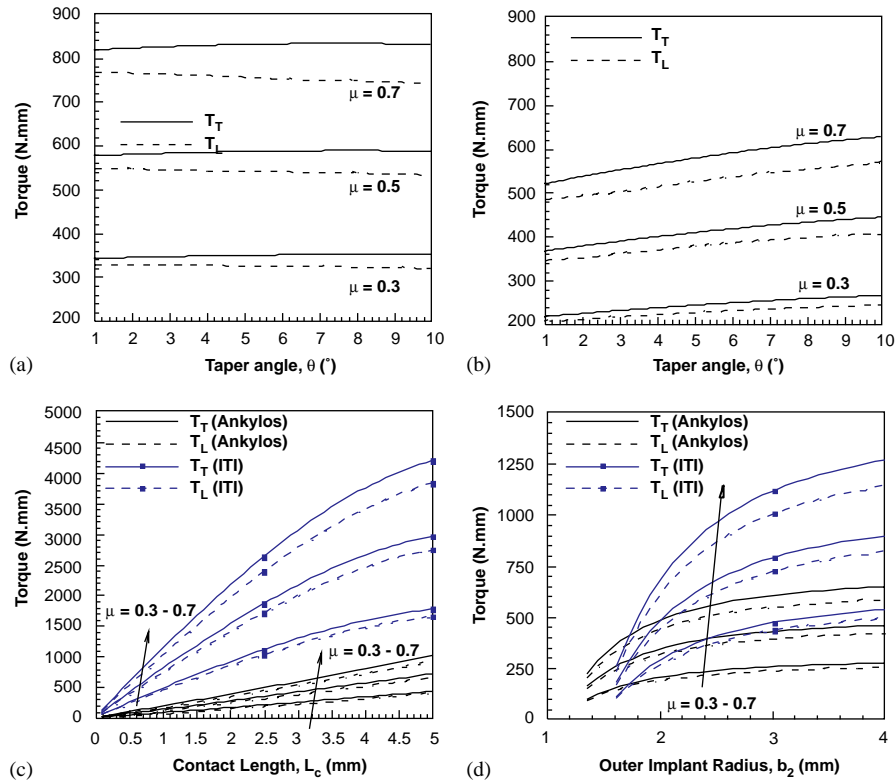 900
800
700
600
500
400
300
200
Torque (N.mm)
T_T
T_L
μ = 0.7
μ = 0.5
μ = 0.3
1 2 3 4 5 6 7 8 9 10
Taper angle, θ (°)
(a)
900
800
700
600
500
400
300
200
Torque (N.mm)
T_T
T_L
μ = 0.7
μ = 0.5
μ = 0.3
1 2 3 4 5 6 7 8 9 10
Taper angle, θ (°)
(b)
5000
4500
4000
3500
3000
2500
2000
1500
1000
500
0
Torque (N.mm)
T_T (Ankylos)
T_L (Ankylos)
T_T (ITI)
T_L (ITI)
μ = 0.3 - 0.7
μ = 0.3 - 0.7
0 0.5 1 1.5 2 2.5 3 3.5 4 4.5 5
Contact Length, L_c (mm)
(c)
1500
1250
1000
750
500
250
0
Torque (N.mm)
T_T (Ankylos)
T_L (Ankylos)
T_T (ITI)
T_L (ITI)
μ = 0.3 - 0.7
1 2 3 4
Outer Implant Radius, b_2 (mm)
(d)